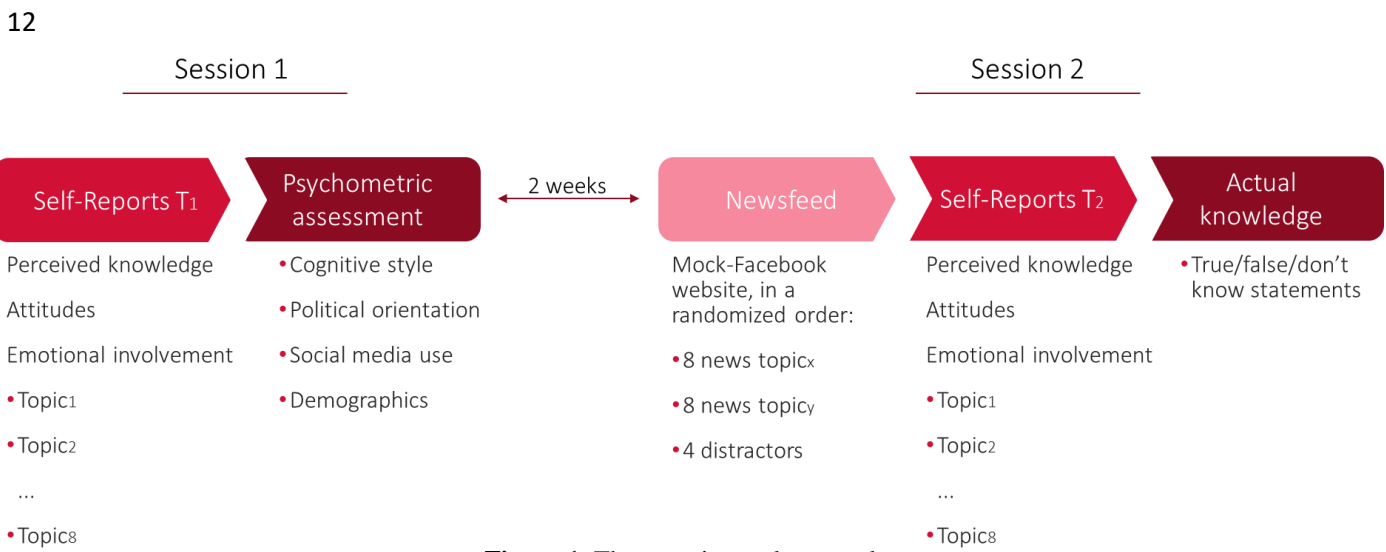 12
Session 1
Self-Reports T1
Psychometric
assessment
Perceived knowledge
Attitudes
Emotional involvement
•Topic1
•Topic2
...
•Topic8
•Cognitive style
•Political orientation
•Social media use
•Demographics
2 weeks
Session 2
Newsfeed
Self-Reports T2
Actual
knowledge
Mock-Facebook
website, in a
randomized order:
•8 news topicx
•8 news topicy
•4 distractors
Perceived knowledge
Attitudes
Emotional involvement
•Topic1
•Topic2
...
•Topic8
•True/false/don't
know statements